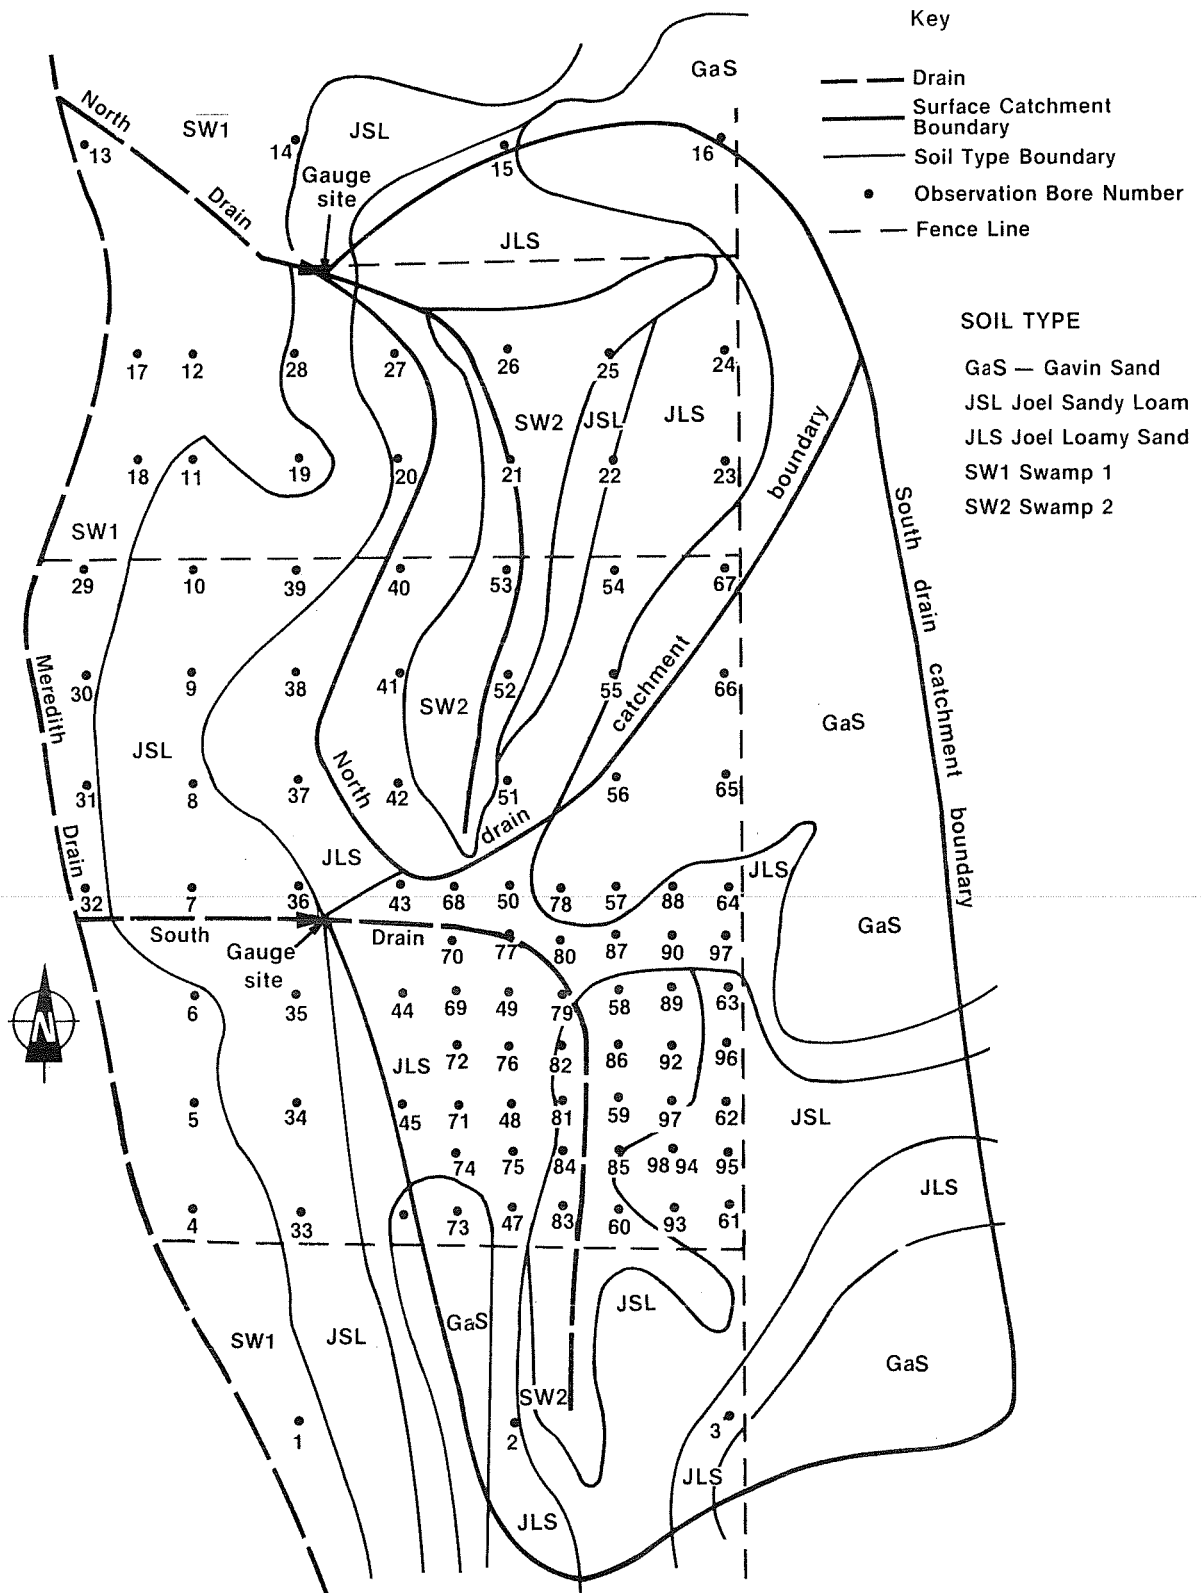 Key
Drain
Surface Catchment
Boundary
Soil Type Boundary
Observation Bore Number
Fence Line
SOIL TYPE
GaS — Gavin Sand
JSL Joel Sandy Loam
JLS Joel Loamy Sand
SW1 Swamp 1
SW2 Swamp 2
GaS
North
SW1
JSL
13
14
15
16
Gauge
site
Drain
JLS
17
12
28
27
26
25
24
SW2
JSL
JLS
boundary
18
11
19
20
21
22
23
SW1
South drain catchment boundary
29
10
39
40
53
54
67
Meredith
30
9
38
41
52
55
66
catchment
SW2
GaS
JSL
North
31
8
37
42
51
56
65
drain
Drain
JLS
JLS
32
7
36
43
68
50
78
57
88
64
South
Drain
GaS
Gauge
site
70
77
80
87
90
97
N
6
35
44
69
49
79
58
89
63
JLS
72
76
82
86
92
96
5
34
45
71
48
81
59
97
62
JSL
74
75
84
85
98
94
95
JLS
4
33
73
47
83
60
93
61
JSL
SW1
JSL
GaS
GaS
SW2
1
2
3
JLS
JLS